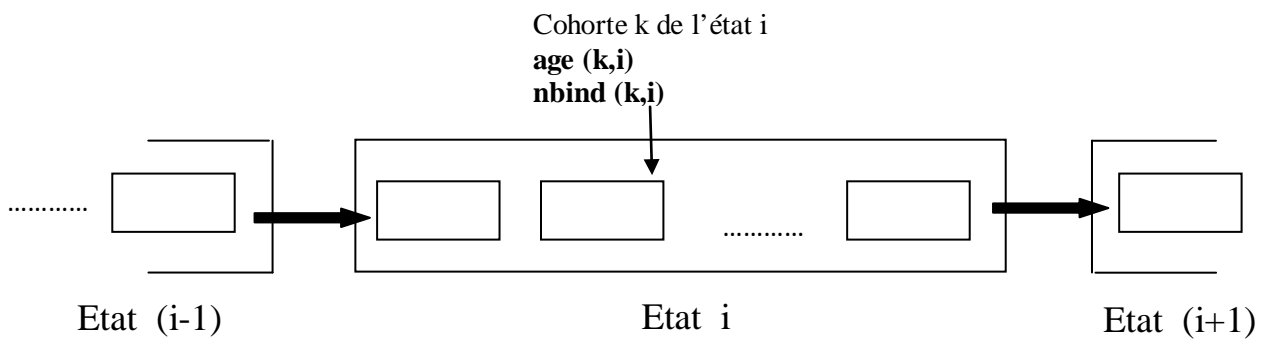 Cohorte k de l'état i
age (k,i)
nbind (k,i)
............ ............
Etat (i-1) Etat i Etat (i+1)